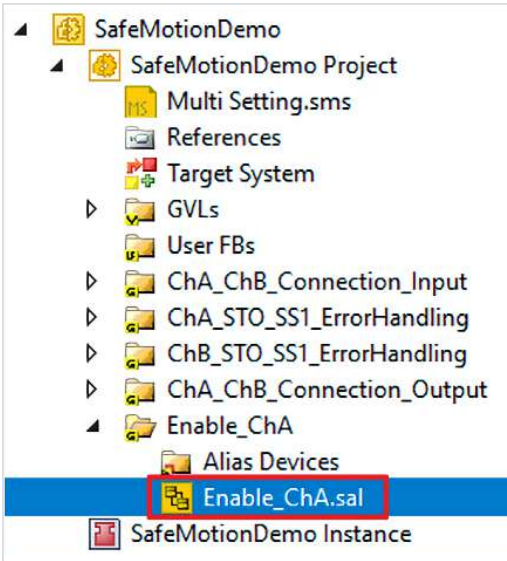 SafeMotionDemo
SafeMotionDemo Project
MS
Multi Setting.sms
References
Target System
GVLs
User FBs
ChA_ChB_Connection_Input
ChA_STO_SS1_ErrorHandling
ChB_STO_SS1_ErrorHandling
ChA_ChB_Connection_Output
Enable_ChA
Alias Devices
Enable_ChA.sal
SafeMotionDemo Instance